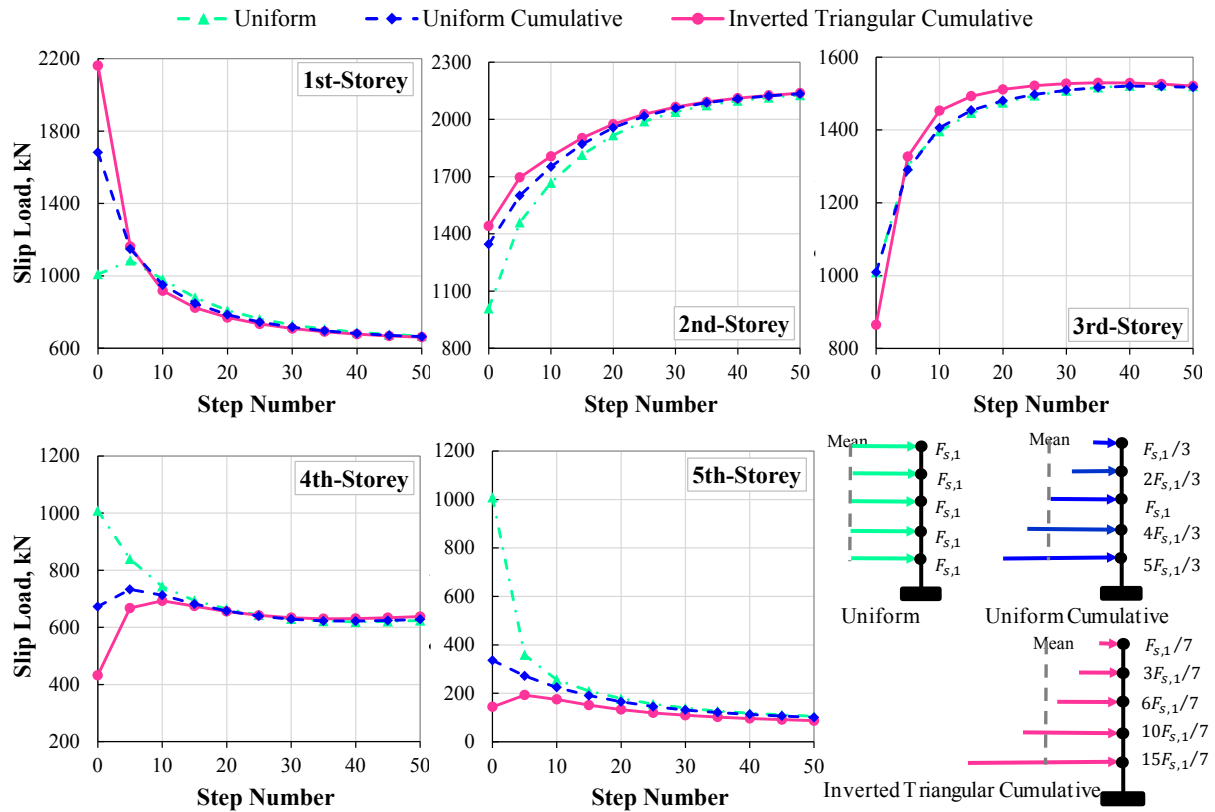 Uniform
Uniform Cumulative
Inverted Triangular Cumulative
Slip Load, kN
2200
1800
1400
1000
600
1st-Storey
0 10 20 30 40 50
Step Number
2300
2000
1700
1400
1100
800
2nd-Storey
0 10 20 30 40 50
Step Number
1600
1400
1200
1000
800
3rd-Storey
0 10 20 30 40 50
Step Number
Slip Load, kN
1200
1000
800
600
400
200
4th-Storey
0 10 20 30 40 50
Step Number
1200
1000
800
600
400
200
0
5th-Storey
0 10 20 30 40 50
Step Number
Mean
F_{s,1}
F_{s,1}
F_{s,1}
F_{s,1}
F_{s,1}
Uniform
Mean
F_{s,1}/3
2F_{s,1}/3
F_{s,1}
4F_{s,1}/3
5F_{s,1}/3
Uniform Cumulative
Mean
F_{s,1}/7
3F_{s,1}/7
6F_{s,1}/7
10F_{s,1}/7
15F_{s,1}/7
Inverted Triangular Cumulative